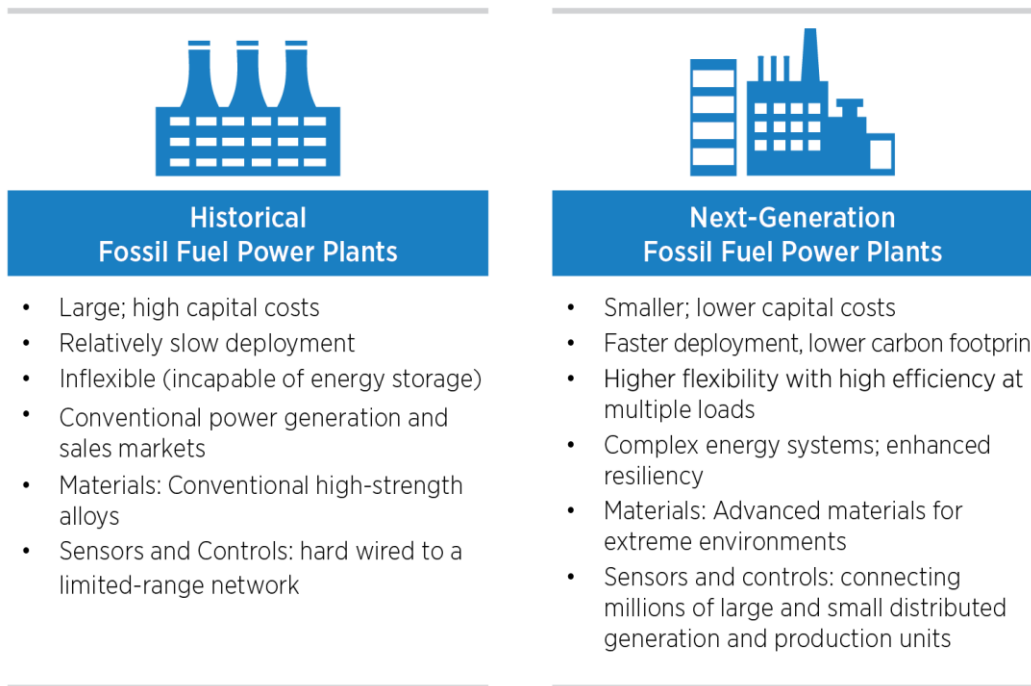 Historical
Fossil Fuel Power Plants
• Large; high capital costs
• Relatively slow deployment
• Inflexible (incapable of energy storage)
• Conventional power generation and
sales markets
• Materials: Conventional high-strength
alloys
• Sensors and Controls: hard wired to a
limited-range network
Next-Generation
Fossil Fuel Power Plants
• Smaller; lower capital costs
• Faster deployment, lower carbon footprin
• Higher flexibility with high efficiency at
multiple loads
• Complex energy systems; enhanced
resiliency
• Materials: Advanced materials for
extreme environments
• Sensors and controls: connecting
millions of large and small distributed
generation and production units